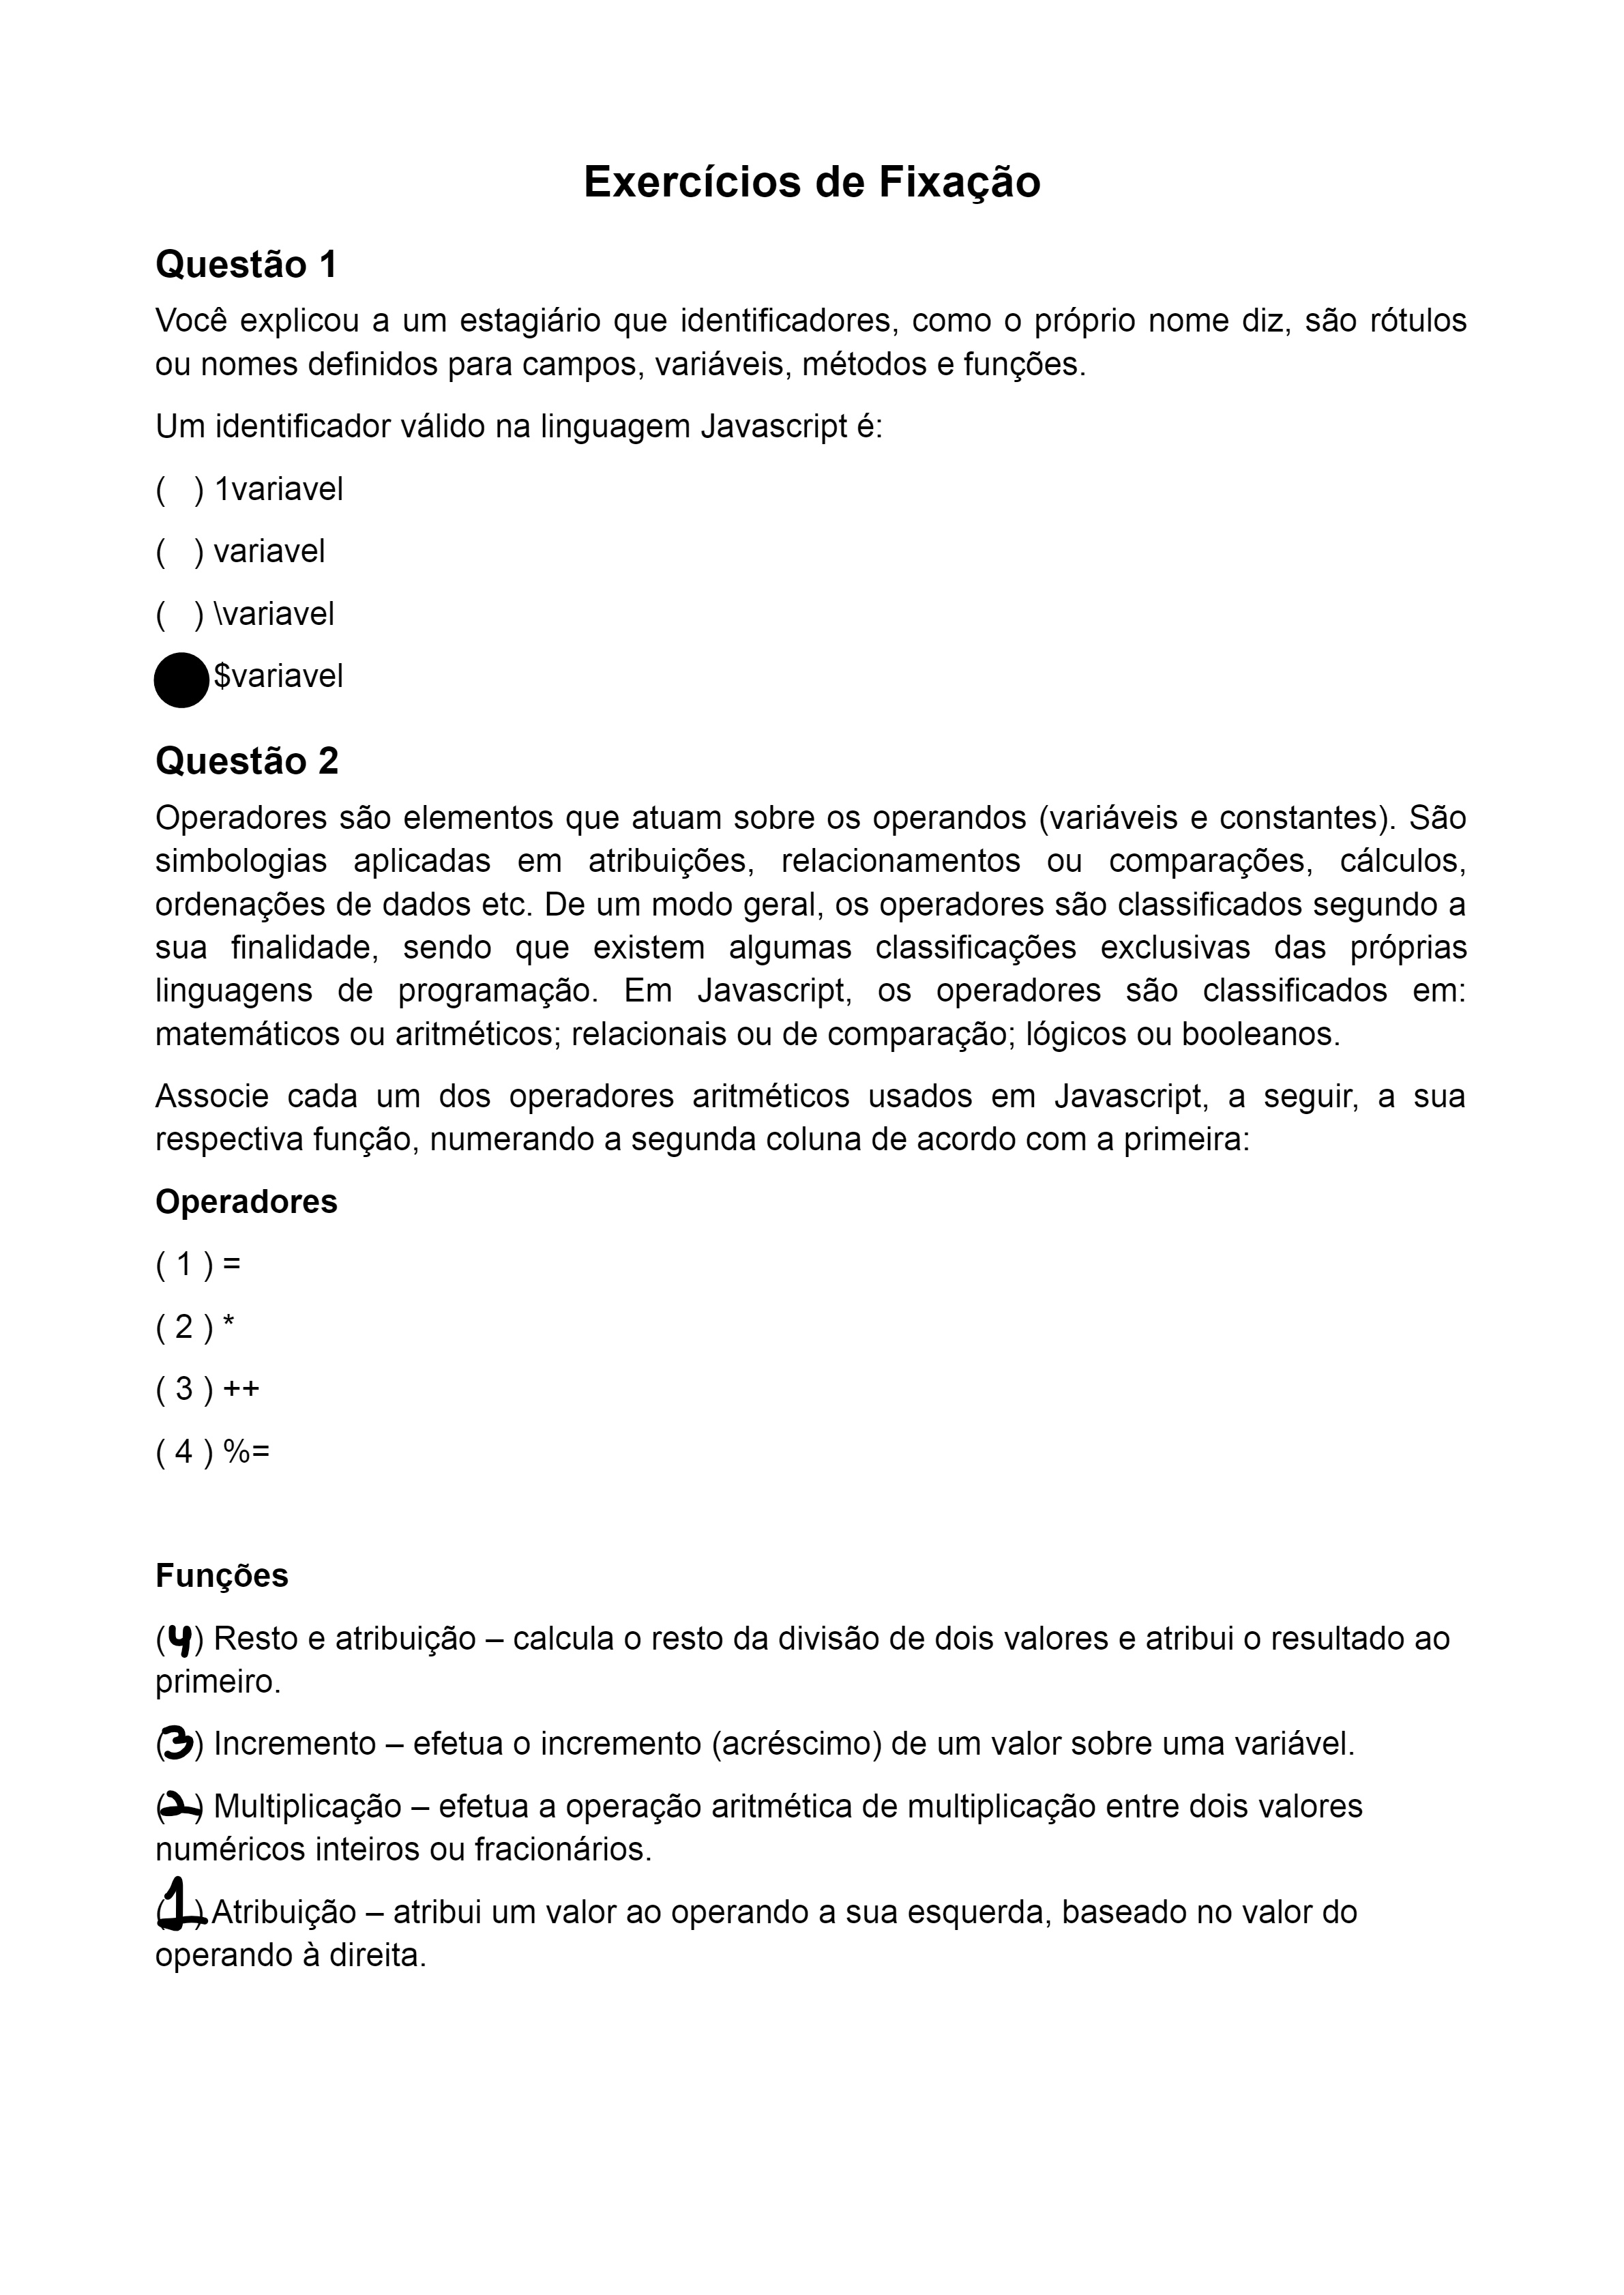 Exercícios de Fixação
Questão 1
Você explicou a um estagiário que identificadores, como o próprio nome diz, são rótulos
ou nomes definidos para campos, variáveis, métodos e funções.
Um identificador válido na linguagem Javascript é:
(   ) 1variavel
(   ) variavel
(   ) \variavel
$variavel
Questão 2
Operadores são elementos que atuam sobre os operandos (variáveis e constantes). São
simbologias aplicadas em atribuições, relacionamentos ou comparações, cálculos,
ordenações de dados etc. De um modo geral, os operadores são classificados segundo a
sua finalidade, sendo que existem algumas classificações exclusivas das próprias
linguagens de programação. Em Javascript, os operadores são classificados em:
matemáticos ou aritméticos; relacionais ou de comparação; lógicos ou booleanos.
Associe cada um dos operadores aritméticos usados em Javascript, a seguir, a sua
respectiva função, numerando a segunda coluna de acordo com a primeira:
Operadores
( 1 ) =
( 2 ) *
( 3 ) ++
( 4 ) %=
Funções
(4) Resto e atribuição – calcula o resto da divisão de dois valores e atribui o resultado ao
primeiro.
(3) Incremento – efetua o incremento (acréscimo) de um valor sobre uma variável.
(2) Multiplicação – efetua a operação aritmética de multiplicação entre dois valores
numéricos inteiros ou fracionários.
(1) Atribuição – atribui um valor ao operando a sua esquerda, baseado no valor do
operando à direita.